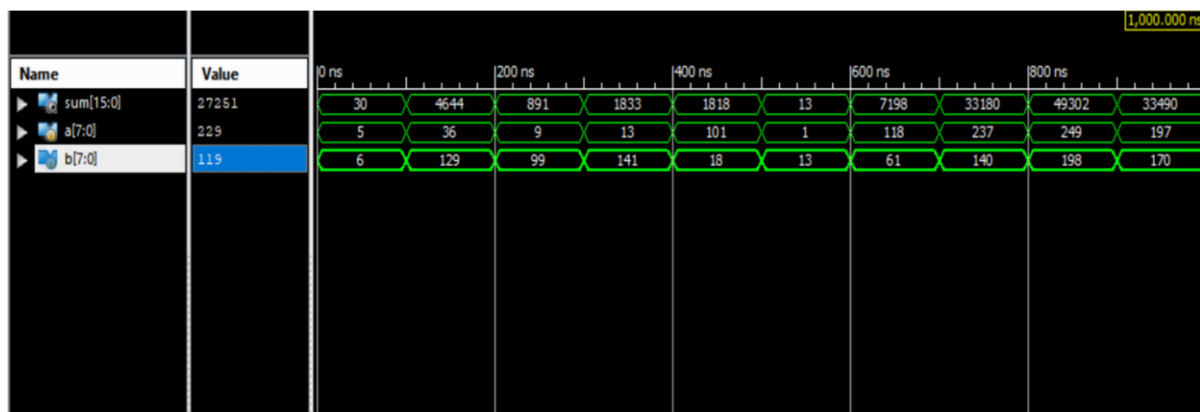 1,000.000 ns
Name Value 0 ns 200 ns 400 ns 600 ns 800 ns
sum[15:0] 27251 30 4644 891 1833 1818 13 7198 33180 49302 33490
a[7:0] 229 5 36 9 13 101 1 118 237 249 197
b[7:0] 119 6 129 99 141 18 13 61 140 198 170